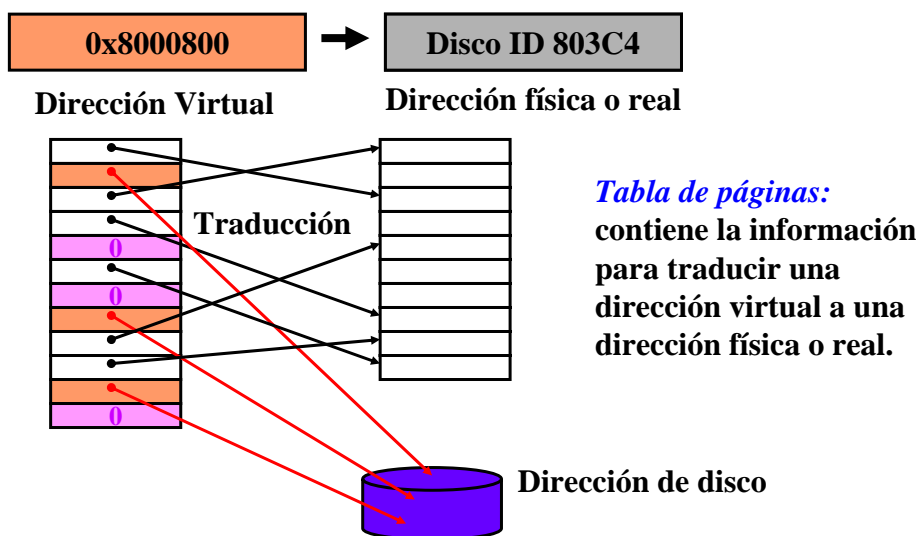 0x8000800
Disco ID 803C4
Dirección Virtual
Dirección física o real
Traducción
0
0
0
Tabla de páginas:
contiene la información
para traducir una
dirección virtual a una
dirección física o real.
Dirección de disco